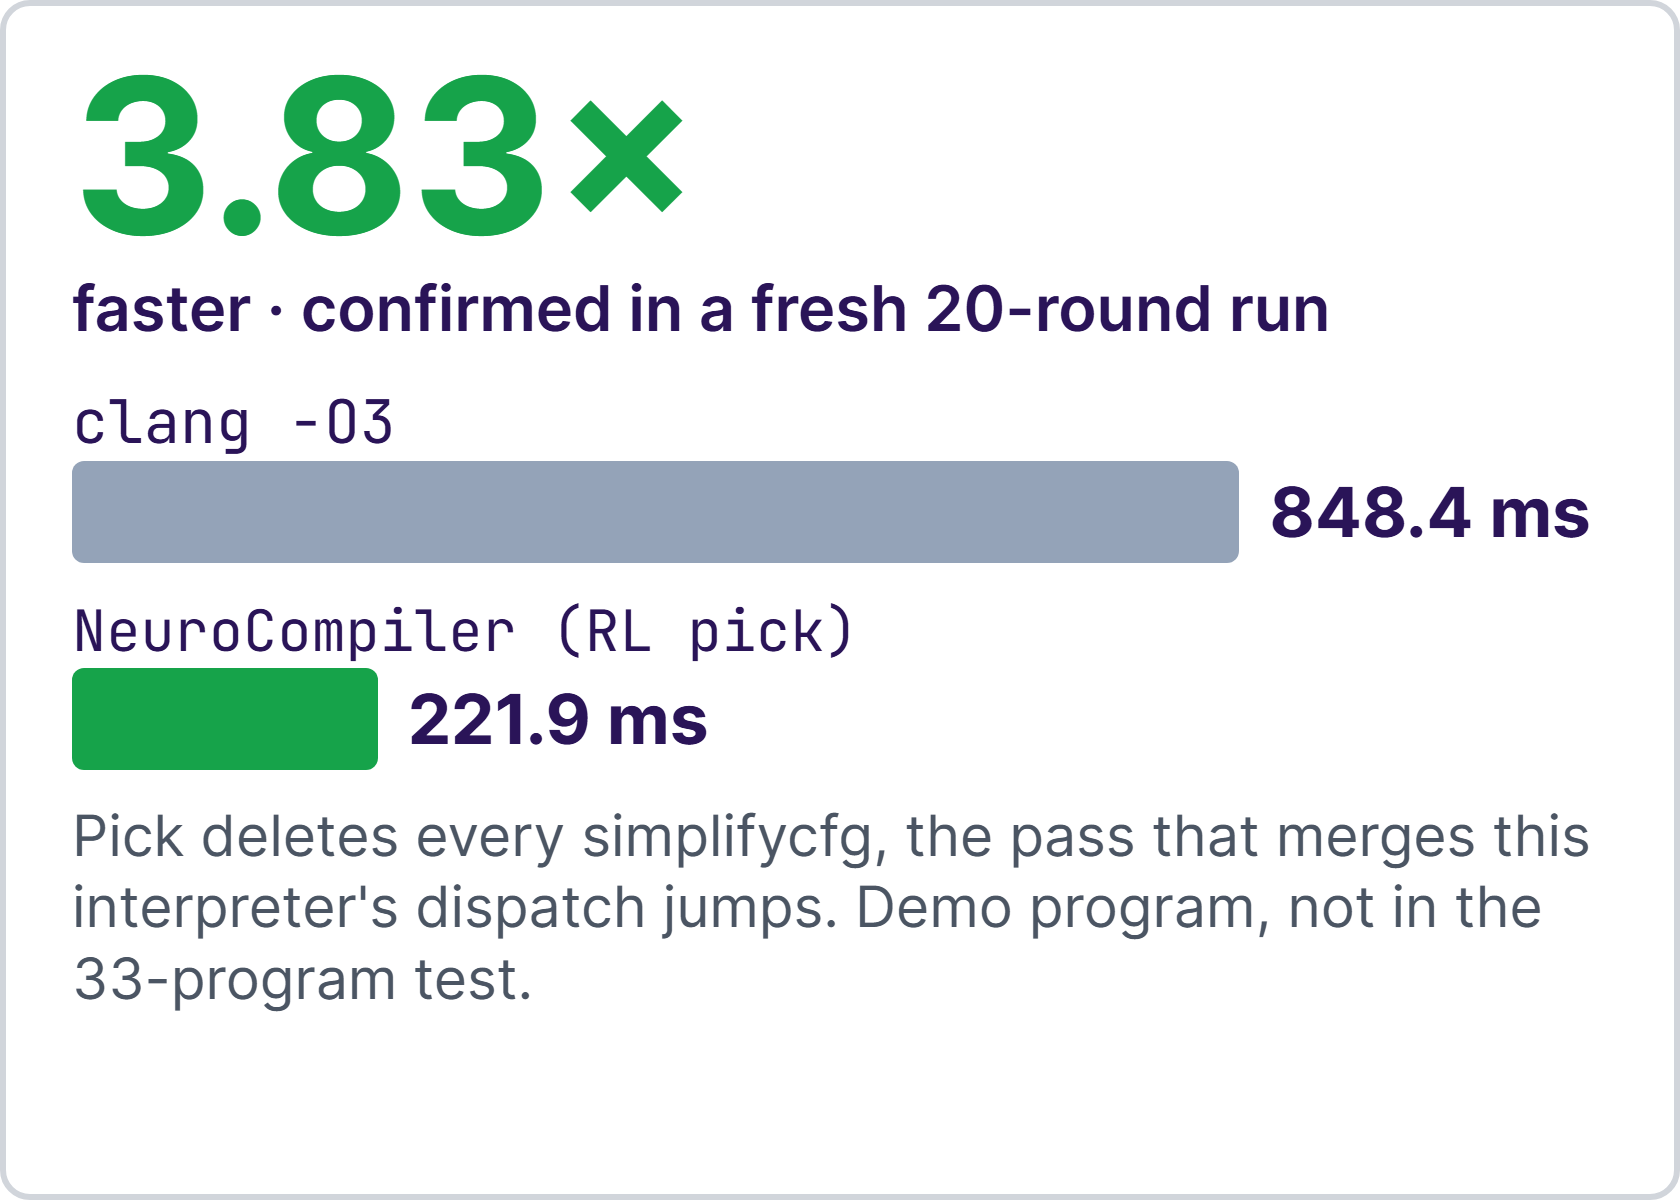 3.83×
faster · confirmed in a fresh 20-round run
clang -O3
848.4 ms
NeuroCompiler (RL pick)
221.9 ms
Pick deletes every simplifycfg, the pass that merges this
interpreter's dispatch jumps. Demo program, not in the
33-program test.